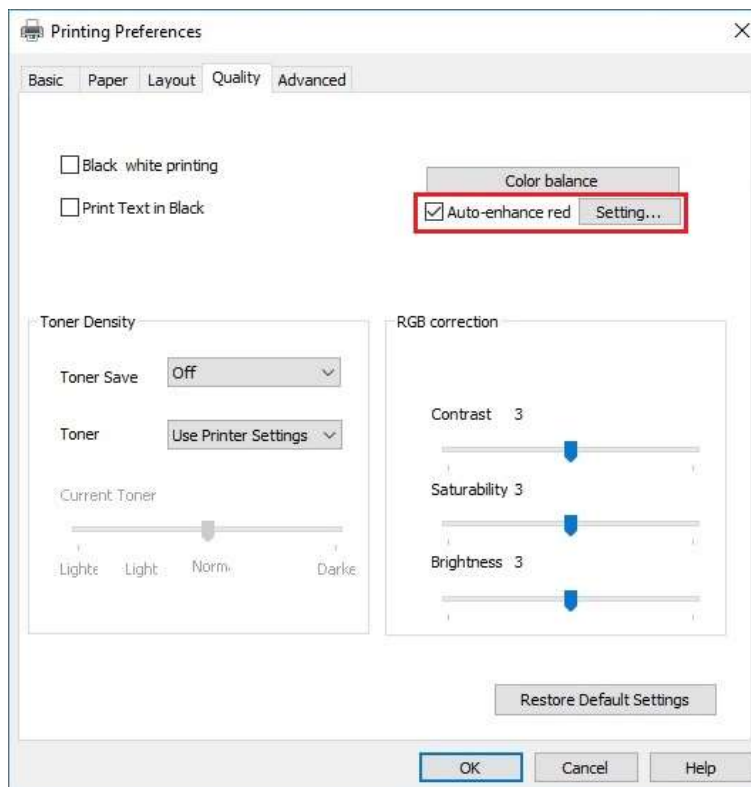 Printing Preferences
Basic Paper Layout Quality Advanced
Black white printing
Print Text in Black
Color balance
Auto-enhance red Setting...
Toner Density
Toner Save Off
Toner Use Printer Settings
Current Toner
Lighte Light Norm Darke
RGB correction
Contrast 3
Saturability 3
Brightness 3
Restore Default Settings
OK Cancel Help